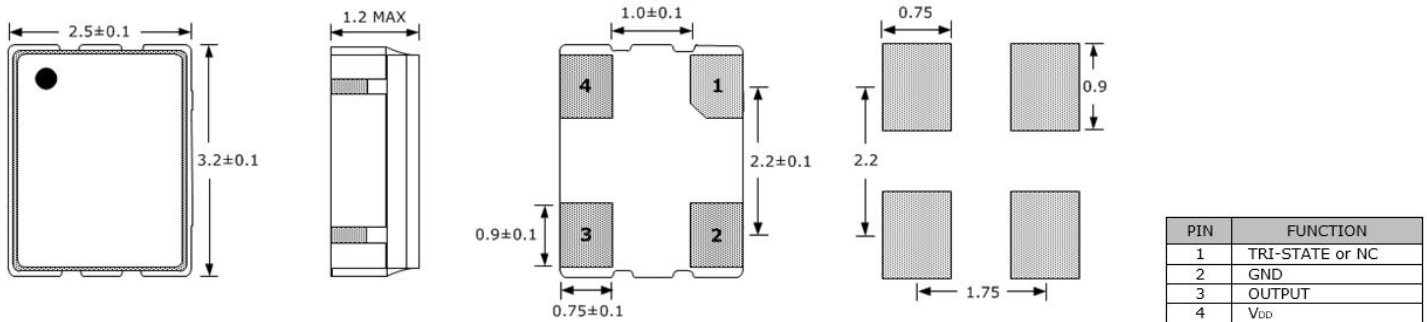 2.5±0.1
3.2±0.1
1.2 MAX
1.0±0.1
4
1
2.2±0.1
0.9±0.1
3
2
0.75±0.1
0.75
0.9
2.2
1.75
PIN FUNCTION
1 TRI-STATE or NC
2 GND
3 OUTPUT
4 VDD